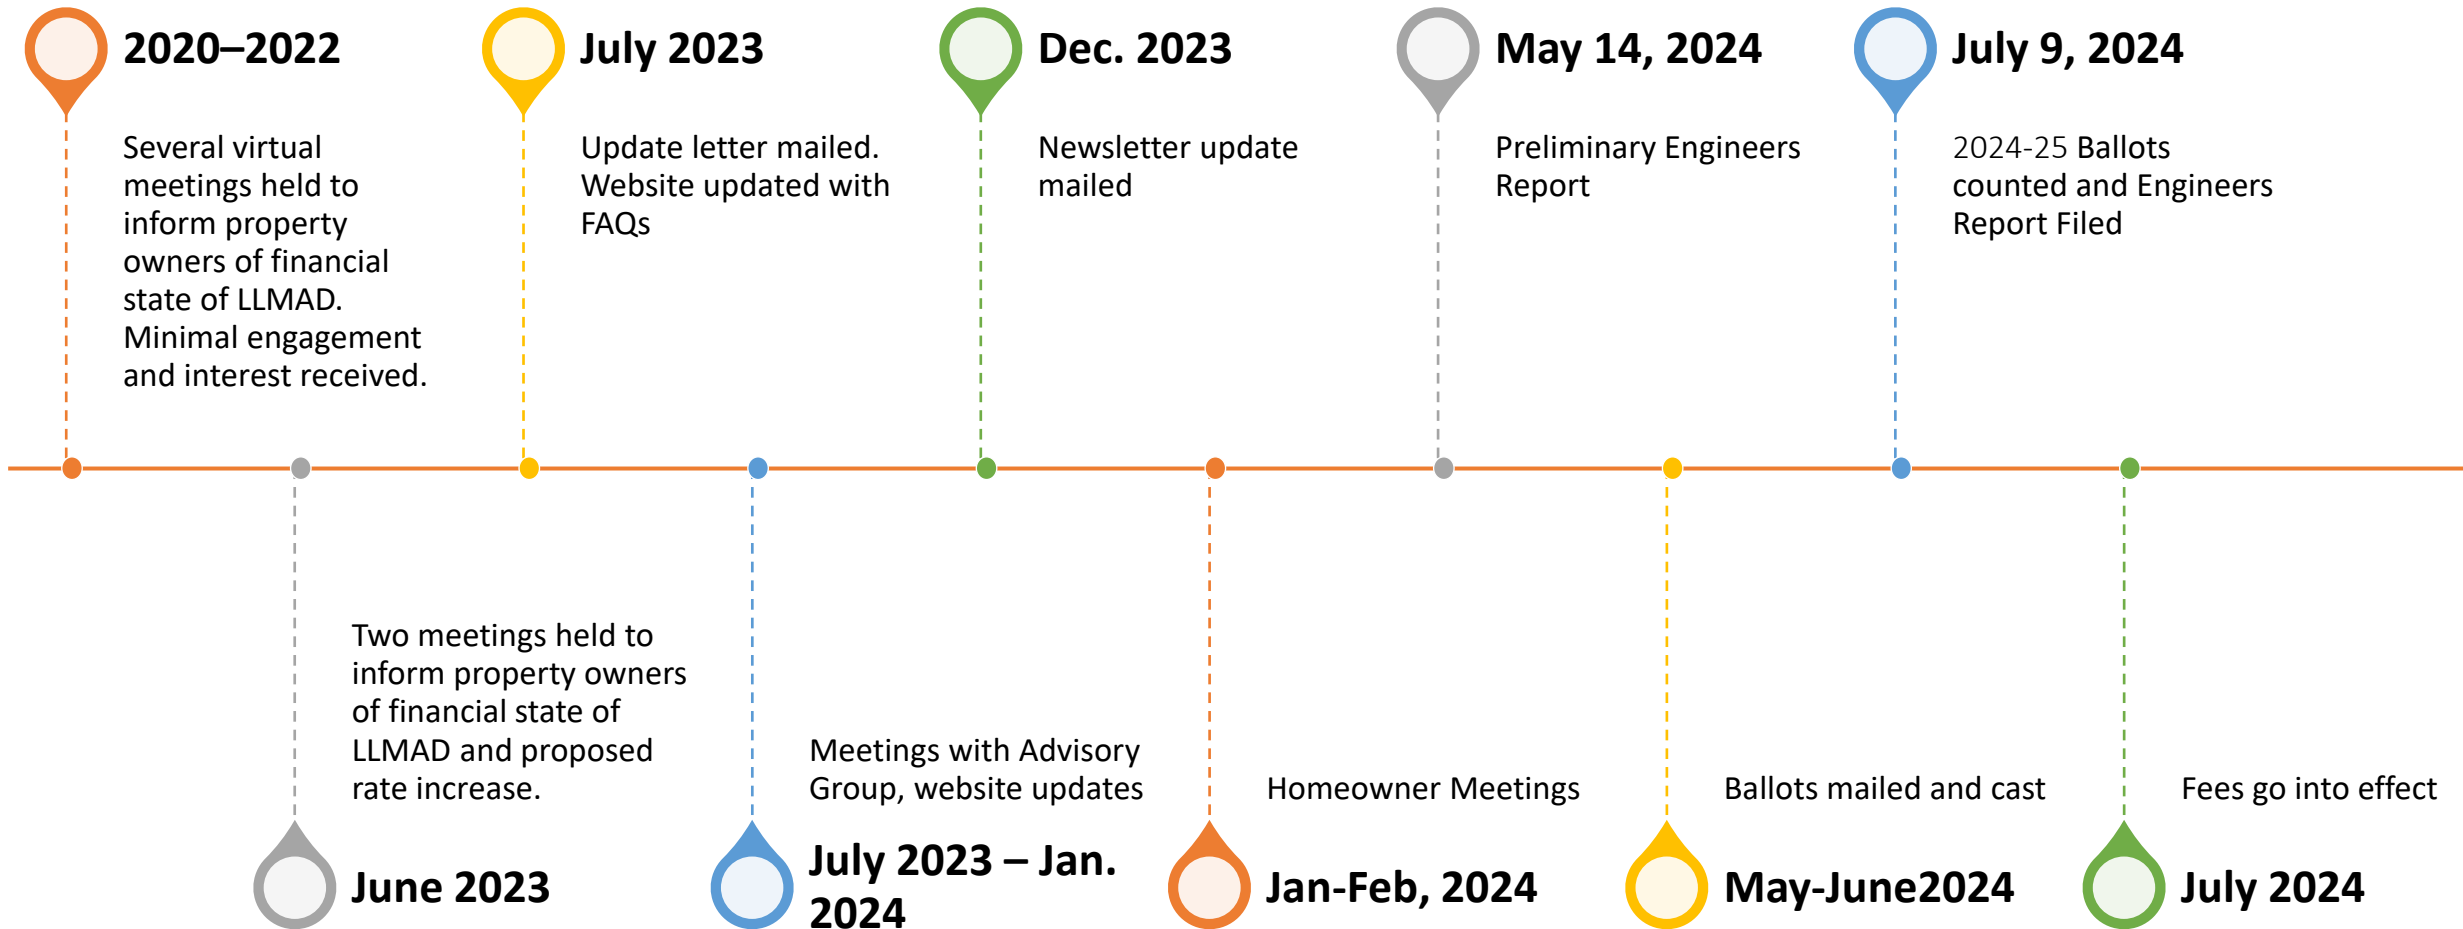 2020–2022
Several virtual
meetings held to
inform property
owners of financial
state of LLMAD.
Minimal engagement
and interest received.
July 2023
Update letter mailed.
Website updated with
FAQs
Dec. 2023
Newsletter update
mailed
May 14, 2024
Preliminary Engineers
Report
July 9, 2024
2024-25 Ballots
counted and Engineers
Report Filed
Two meetings held to
inform property owners
of financial state of
LLMAD and proposed
rate increase.
June 2023
Meetings with Advisory
Group, website updates
July 2023 – Jan.
2024
Homeowner Meetings
Jan-Feb, 2024
Ballots mailed and cast
May-June2024
Fees go into effect
July 2024